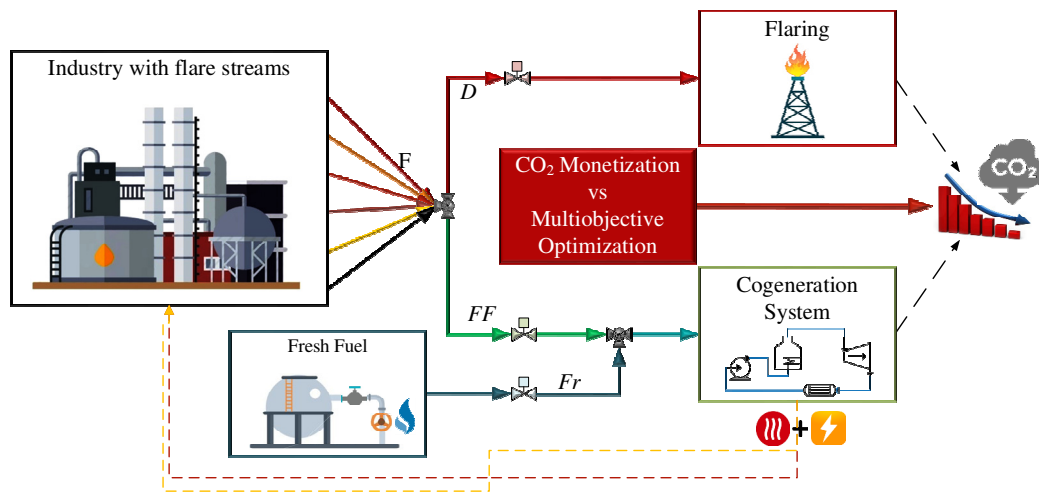 Industry with flare streams
F
D
Flaring
CO₂ Monetization
vs
Multiobjective
Optimization
CO₂
FF
Fresh Fuel
Fr
Cogeneration
System